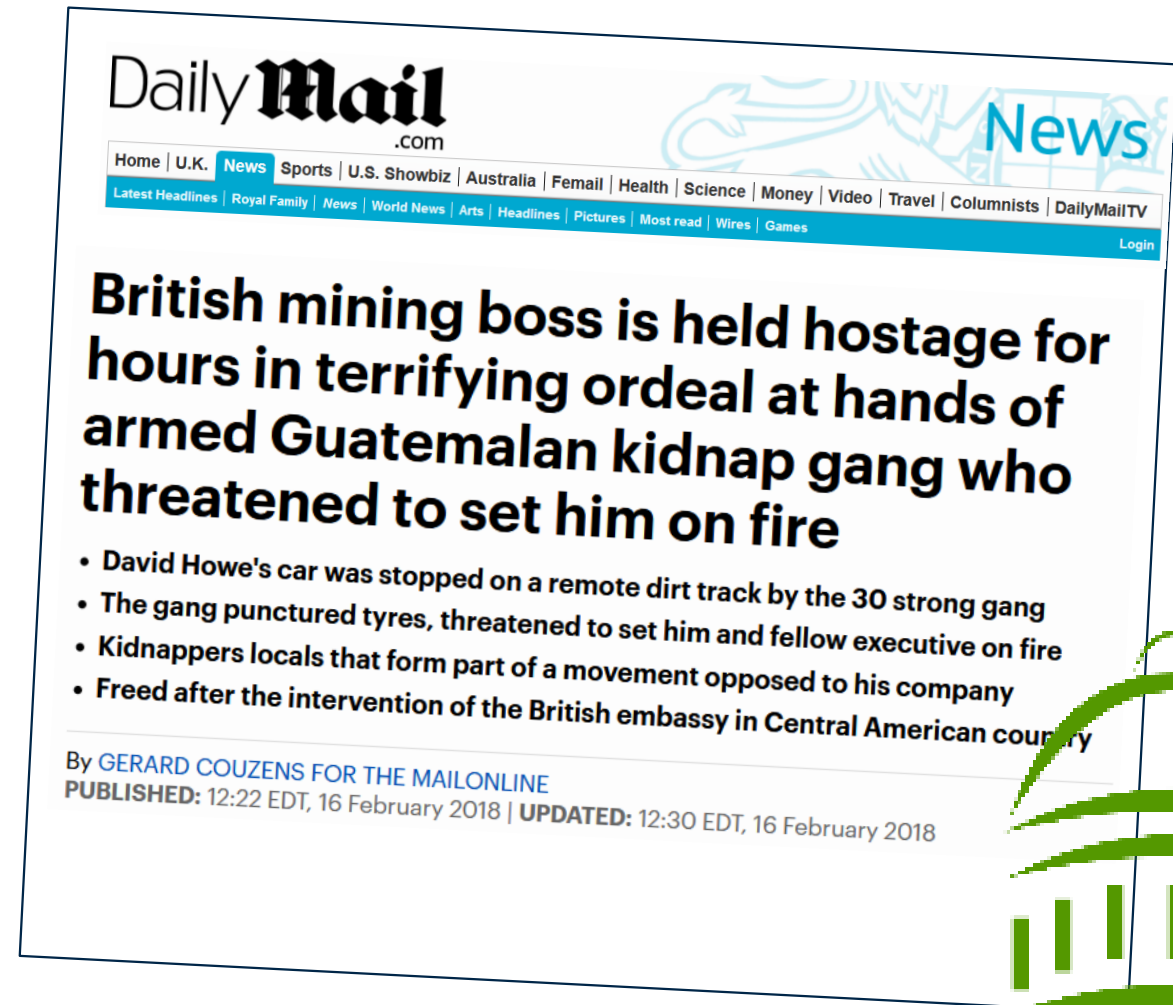 Daily Mail
.com
News
Home | U.K. News Sports | U.S. Showbiz | Australia | Femail | Health | Science | Money | Video | Travel | Columnists | DailyMailTV
Latest Headlines | Royal Family | News | World News | Arts | Headlines | Pictures | Most read | Wires | Games
Login
British mining boss is held hostage for
hours in terrifying ordeal at hands of
armed Guatemalan kidnap gang who
threatened to set him on fire
• David Howe's car was stopped on a remote dirt track by the 30 strong gang
• The gang punctured tyres, threatened to set him and fellow executive on fire
• Kidnappers locals that form part of a movement opposed to his company
• Freed after the intervention of the British embassy in Central American country
By GERARD COUZENS FOR THE MAILONLINE
PUBLISHED: 12:22 EDT, 16 February 2018 | UPDATED: 12:30 EDT, 16 February 2018